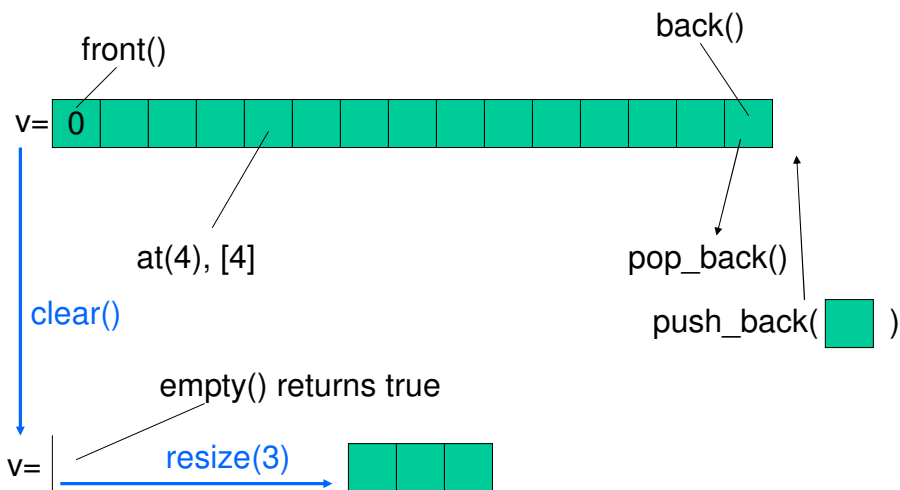 back()
front()
v= 0
at(4), [4]
pop_back()
clear()
push_back( )
empty() returns true
v=
resize(3)